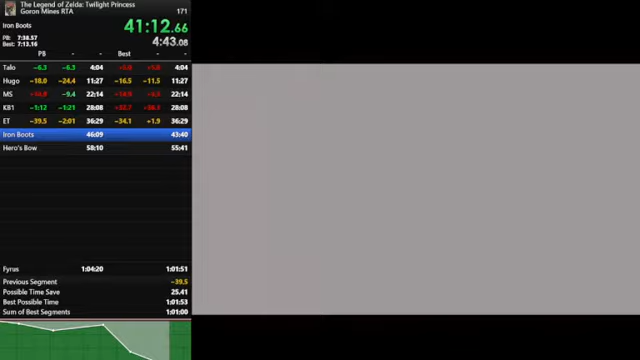 The Legend of Zelda: Twilight Princess
Goron Mines RTA 171
Iron Boots 41:12.66
PB: 7:38.57
Best: 7:13.16 4:43.08
PB - - Best - -
Talo -6.3 -6.3 4:04 4:04
Hugo -18.0 -24.4 11:27 -16.5 -11.5 11:27
MS -9.4 22:14 22:14
KB1 -1:12 -1:21 28:08 28:08
ET -39.5 -2:01 36:29 -34.1 +1.9 36:29
Iron Boots 46:09 43:40
Hero's Bow 58:10 55:41
Fyrus 1:04:20 1:01:51
Previous Segment -39.5
Possible Time Save 25.41
Best Possible Time 1:01:53
Sum of Best Segments 1:01:00